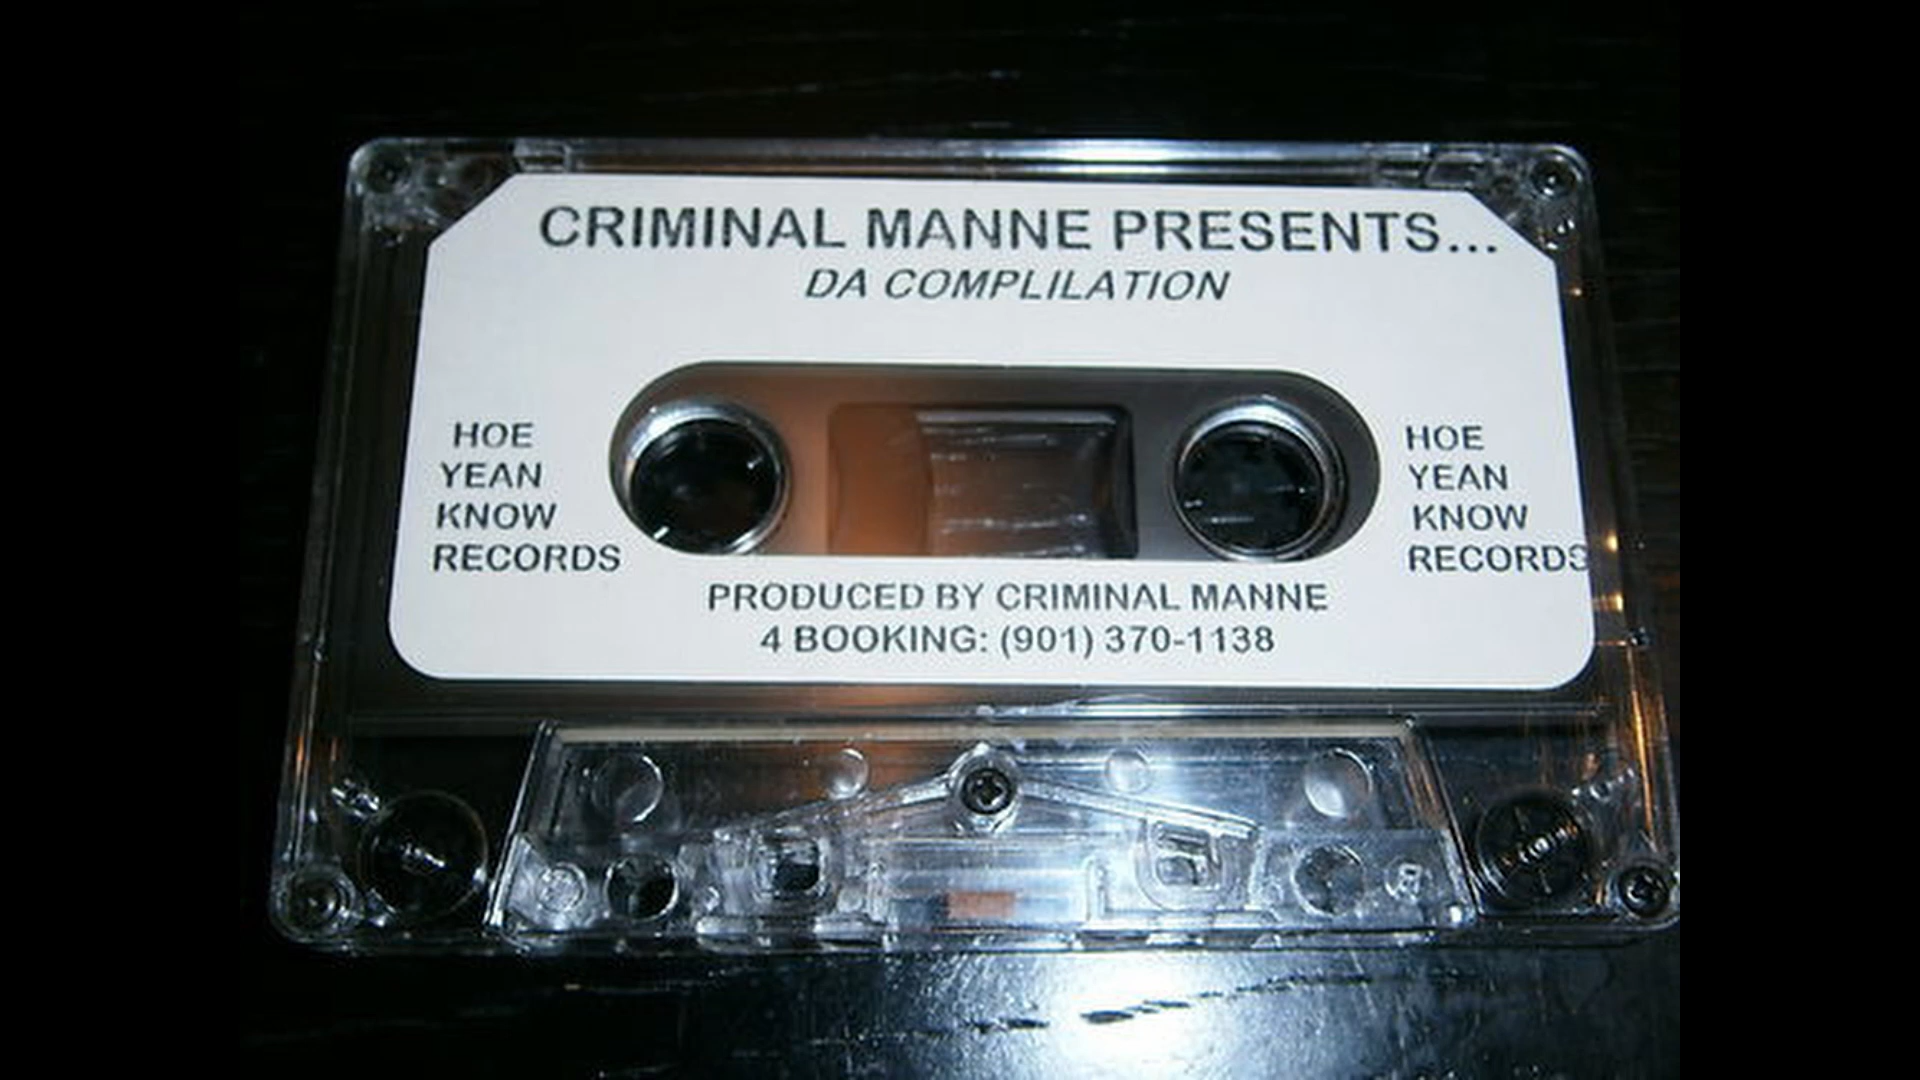 CRIMINAL MANNE PRESENTS...
DA COMPLILATION
HOE
YEAN
KNOW
RECORDS
HOE
YEAN
KNOW
RECORDS
PRODUCED BY CRIMINAL MANNE
4 BOOKING: (901) 370-1138